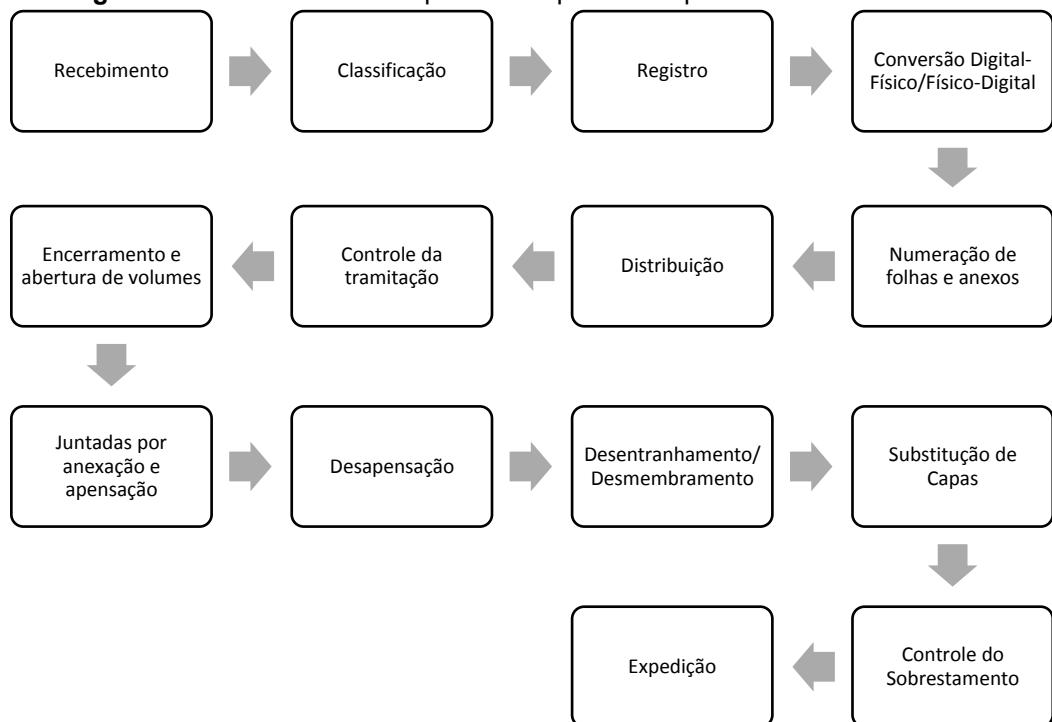 Recebimento
Classificação
Registro
Conversão Digital-
Físico/Físico-Digital
Numeração de
folhas e anexos
Distribuição
Controle da
tramitação
Encerramento e
abertura de volumes
Juntadas por
anexação e
apensação
Desapensação
Desentranhamento/
Desmembramento
Substitução de
Capas
Controle do
Sobrestamento
Expedição